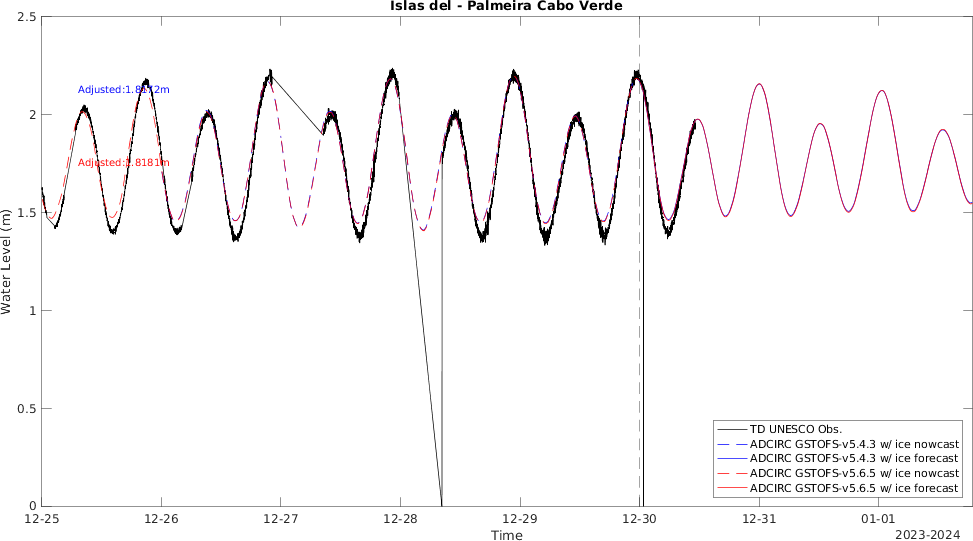 Islas del - Palmeira Cabo Verde
2.5
2
1.5
1
0.5
0
Water Level (m)
Adjusted:1.8172m
Adjusted:1.8181m
TD UNESCO Obs.
ADCIRC GSTOFS-v5.4.3 w/ ice nowcast
ADCIRC GSTOFS-v5.4.3 w/ ice forecast
ADCIRC GSTOFS-v5.6.5 w/ ice nowcast
ADCIRC GSTOFS-v5.6.5 w/ ice forecast
12-25 12-26 12-27 12-28 12-29 12-30 12-31 01-01
Time
2023-2024